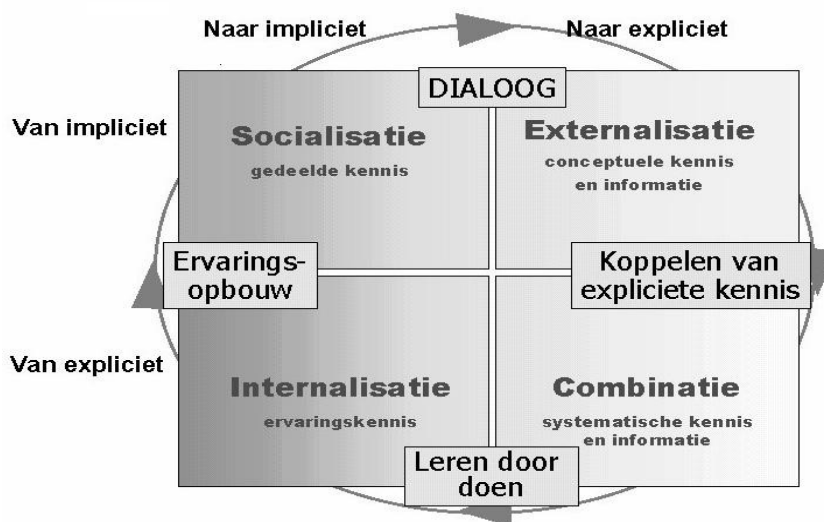 Naar impliciet
Naar expliciet
DIALOOG
Van impliciet
Socialisatie
gedeelde kennis
Externalisatie
conceptuele kennis
en informatie
Ervarings-
opbouw
Koppelen van
expliciete kennis
Van expliciet
Internalisatie
ervaringskennis
Combinatie
systematische kennis
en informatie
Leren door
doen